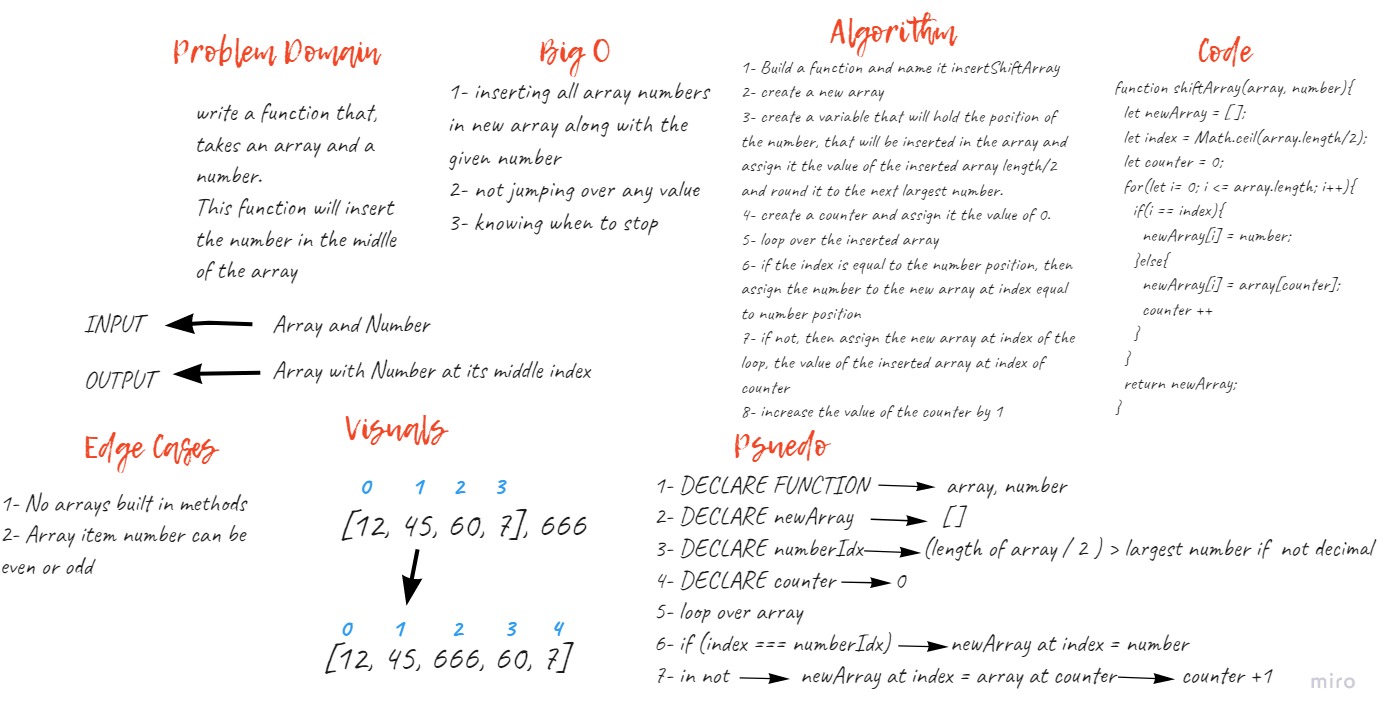 Problem Domain
write a function that,
takes an array and a
number.
This function will insert
the number in the midlle
of the array
INPUT
Array and Number
OUTPUT
Array with Number at its middle index
Big O
1- inserting all array numbers
in new array along with the
given number
2- not jumping over any value
3- knowing when to stop
Algorithm
1- Build a function and name it insertShiftArray
2- create a new array
3- create a variable that will hold the position of
the number, that will be inserted in the array and
assign it the value of the inserted array length/2
and round it to the next largest number.
4- create a counter and assign it the value of 0.
5- loop over the inserted array
6- if the index is equal to the number position, then
assign the number to the new array at index equal
to number position
7- if not, then assign the new array at index of the
loop, the value of the inserted array at index of
counter
8- increase the value of the counter by 1
Code
function shiftArray(array, number){
let newArray = [];
let index = Math.ceil(array.length/2);
let counter = 0;
for(let i= 0; i <= array.length; i++){
if(i == index){
newArray[i] = number;
}else{
newArray[i] = array[counter];
counter ++
}
}
return newArray;
}
Edge Cases
1- No arrays built in methods
2- Array item number can be
even or odd
Visuals
0 1 2 3
[12, 45, 60, 7], 666
0 1 2 3 4
[12, 45, 666, 60, 7]
Psuedo
1- DECLARE FUNCTION array, number
2- DECLARE newArray []
3- DECLARE numberIdx (length of array / 2 ) > largest number if not decimal
4- DECLARE counter 0
5- loop over array
6- if (index === numberIdx) newArray at index = number
7- in not newArray at index = array at counter counter +1
miro